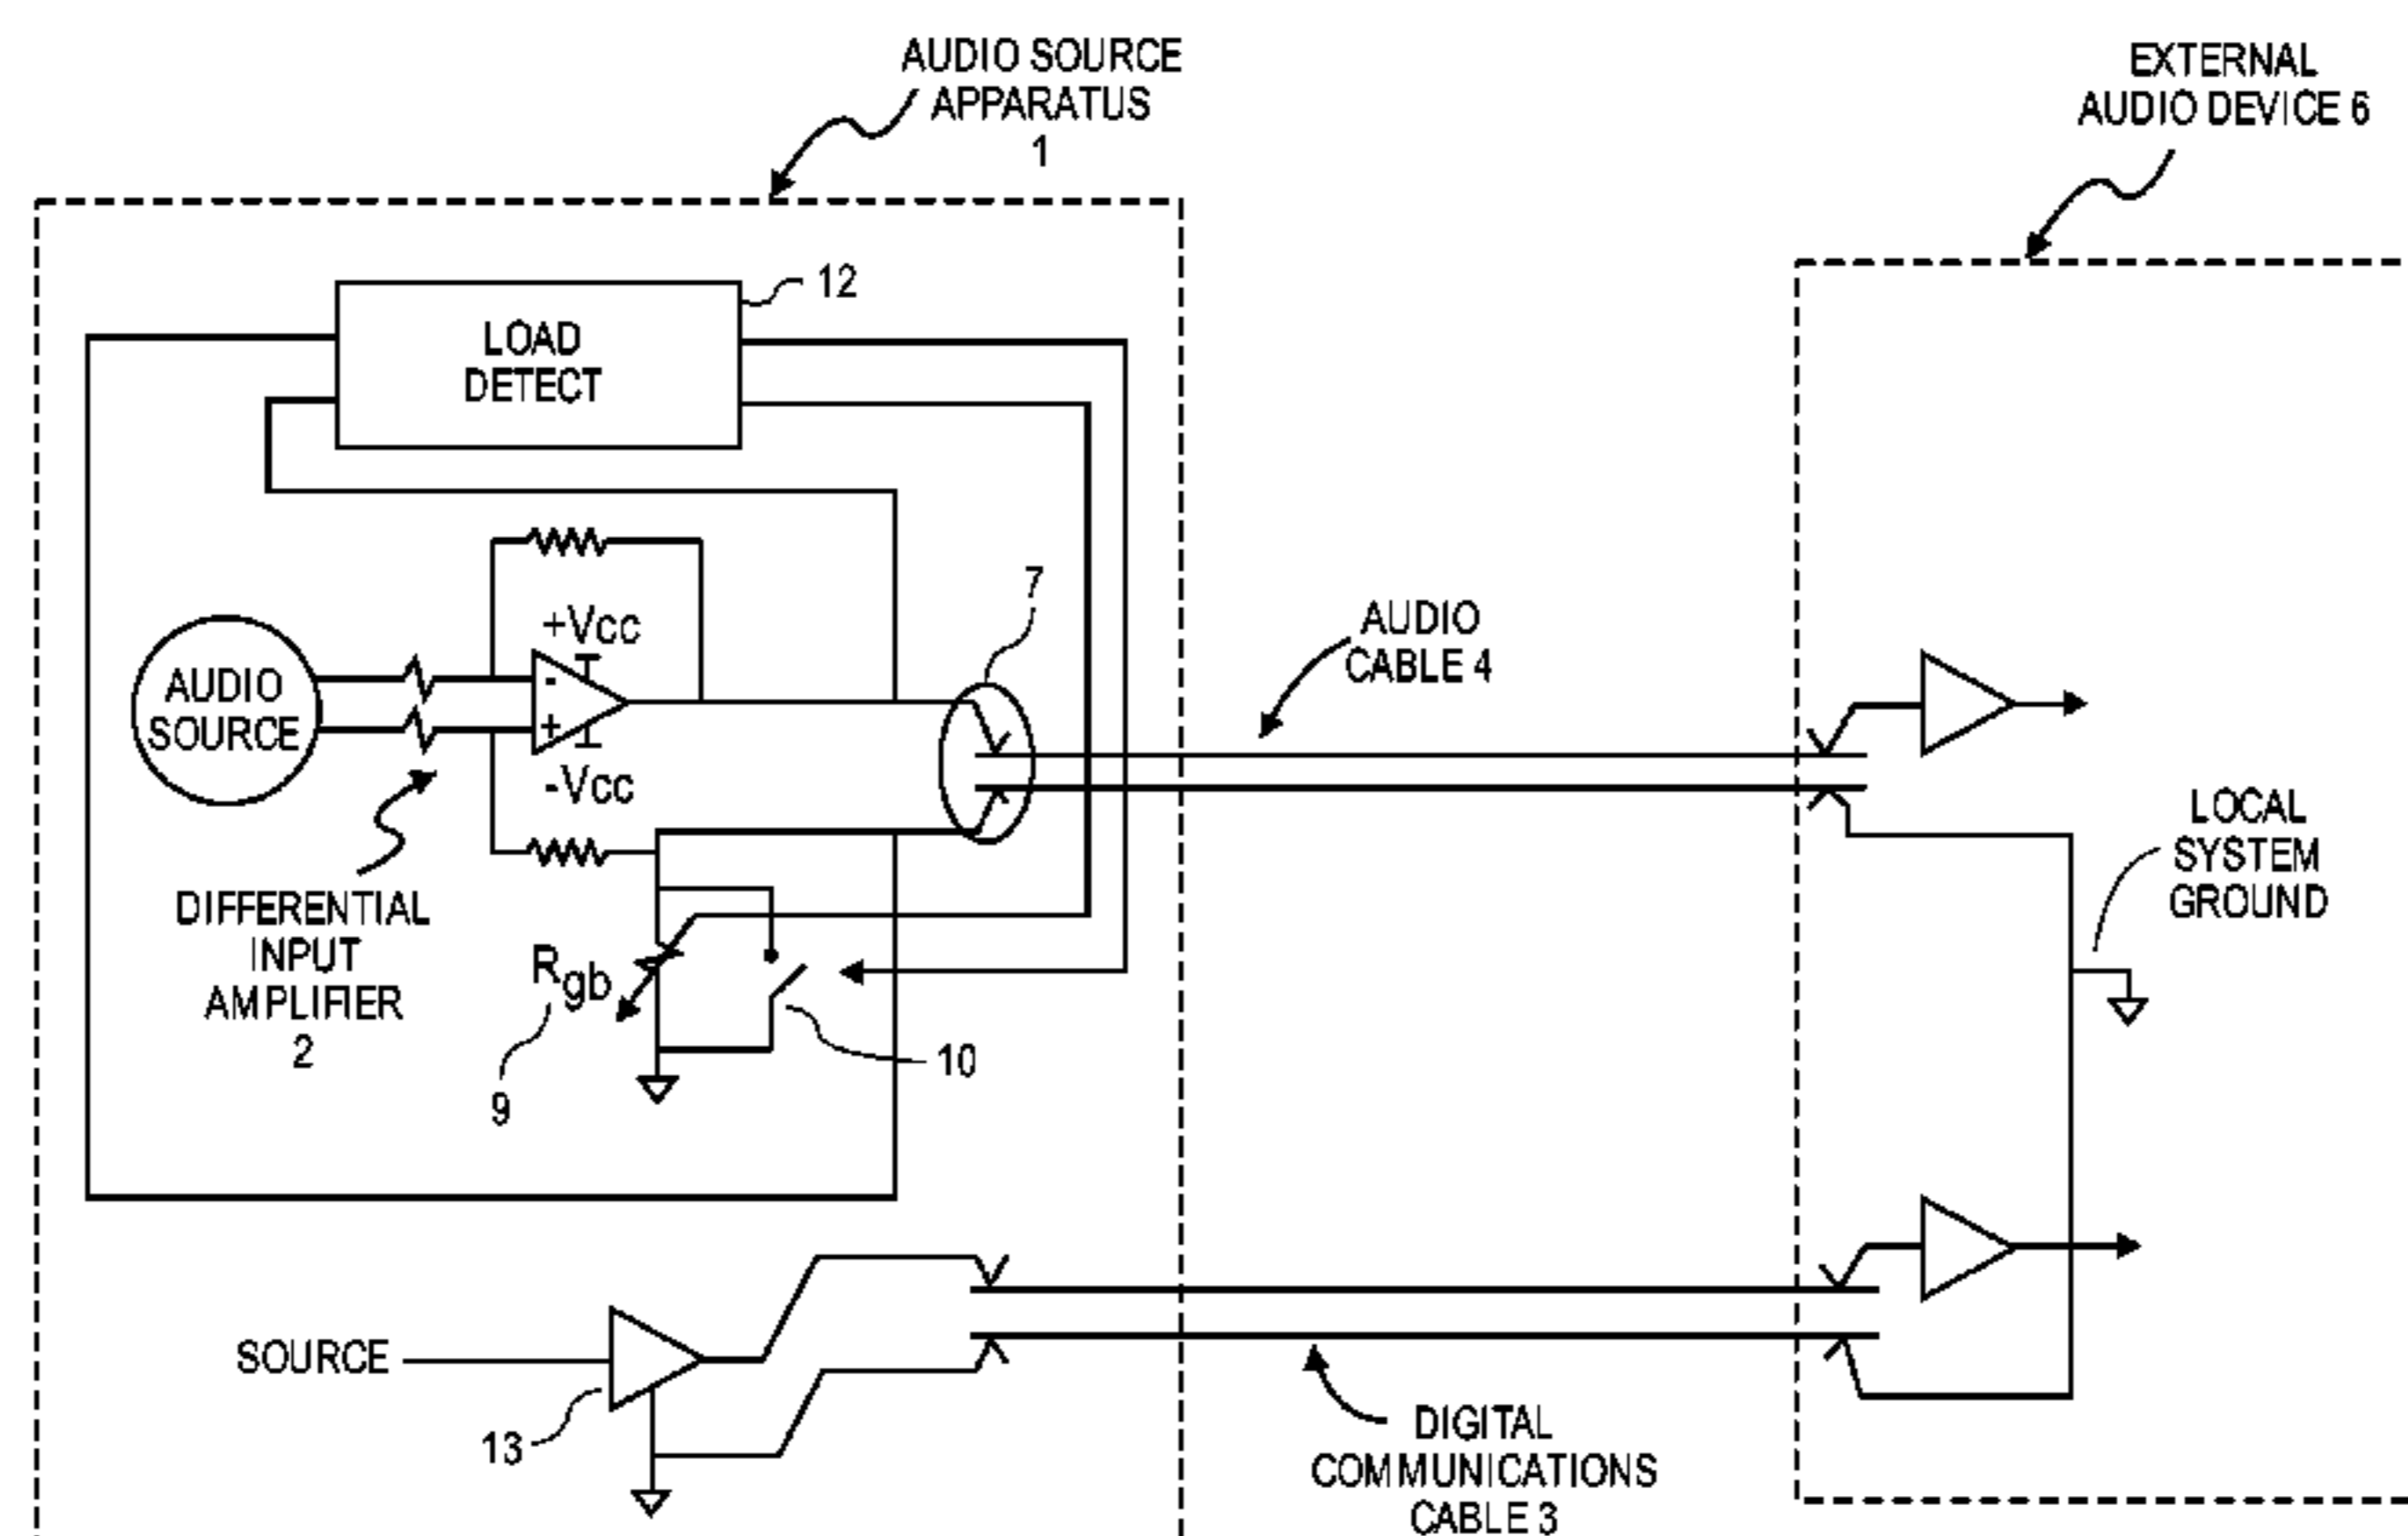 AUDIO SOURCE
APPARATUS
1
EXTERNAL
AUDIO DEVICE 6
12
LOAD
DETECT
7
+Vcc
AUDIO
SOURCE
-
+
-Vcc
AUDIO
CABLE 4
LOCAL
SYSTEM
GROUND
DIFFERENTIAL
INPUT
AMPLIFIER
2
Rgb
9
10
SOURCE
13
DIGITAL
COMMUNICATIONS
CABLE 3